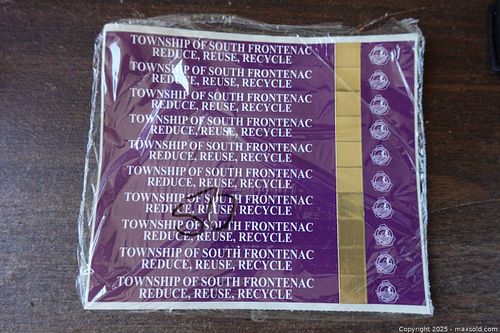 TOWNSHIP OF SOUTH FRONTENAC
REDUCE, REUSE, RECYCLE
TOWNSHIP OF SOUTH FRONTENAC
REDUCE, REUSE, RECYCLE
TOWNSHIP OF SOUTH FRONTENAC
REDUCE, REUSE, RECYCLE
TOWNSHIP OF SOUTH FRONTENAC
REDUCE, REUSE, RECYCLE
TOWNSHIP OF SOUTH FRONTENAC
REDUCE, REUSE, RECYCLE
TOWNSHIP OF SOUTH FRONTENAC
REDUCE, REUSE, RECYCLE
TOWNSHIP OF SOUTH FRONTENAC
REDUCE, REUSE, RECYCLE
TOWNSHIP OF SOUTH FRONTENAC
REDUCE, REUSE, RECYCLE
TOWNSHIP OF SOUTH FRONTENAC
REDUCE, REUSE, RECYCLE
TOWNSHIP OF SOUTH FRONTENAC
REDUCE, REUSE, RECYCLE
Copyright 2025 - maxsold.com